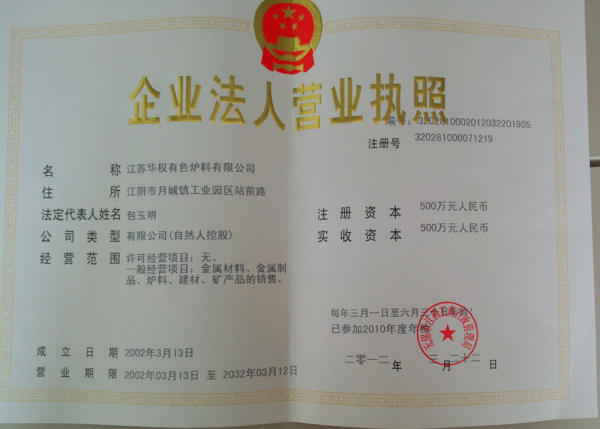 企业法人营业执照
编号：320281000201203220190S
注册号 320281000071219
名 称 江苏华权有色炉料有限公司
住 所 江阴市月城镇工业园区站前路
法定代表人姓名 包玉明
注册资本 500万元人民币
公司类型 有限公司(自然人控股)
实收资本 500万元人民币
经营范围 许可经营项目：无。
一般经营项目：金属材料、金属制
品、炉料、建材、矿产品的销售。
每年三月一日至六月三十日年检!
已参加2010年度年检
成立日期 2002年3月13日
二零一二 年 三 月 二十二 日
营业期限 2002年03月13日 至 2032年03月12日